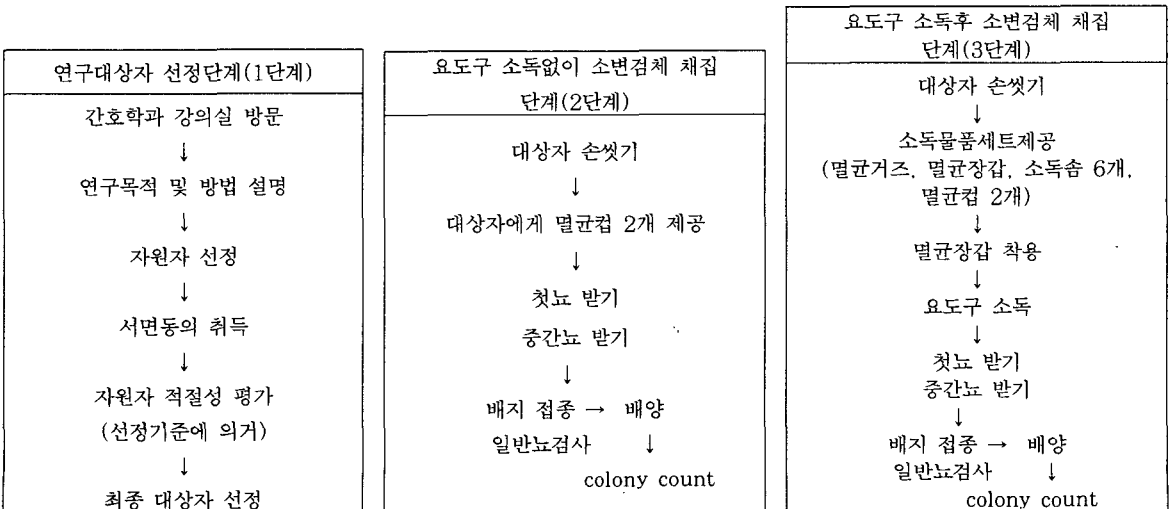 연구대상자 선정단계(1단계)
간호학과 강의실 방문
↓
연구목적 및 방법 설명
↓
자원자 선정
↓
서면동의 취득
↓
자원자 적절성 평가
(선정기준에 의거)
↓
최종 대상자 선정
요도구 소독없이 소변검체 채집
단계(2단계)
대상자 손씻기
↓
대상자에게 멸균컵 2개 제공
↓
첫뇨 받기
중간뇨 받기
↓
배지 접종 → 배양
일반뇨검사 ↓
colony count
요도구 소독후 소변검체 채집
단계(3단계)
대상자 손씻기
↓
소독물품세트제공
(멸균거즈, 멸균장갑, 소독솜 6개,
멸균컵 2개)
↓
멸균장갑 착용
↓
요도구 소독
↓
첫뇨 받기
중간뇨 받기
↓
배지 접종 → 배양
일반뇨검사 ↓
colony count